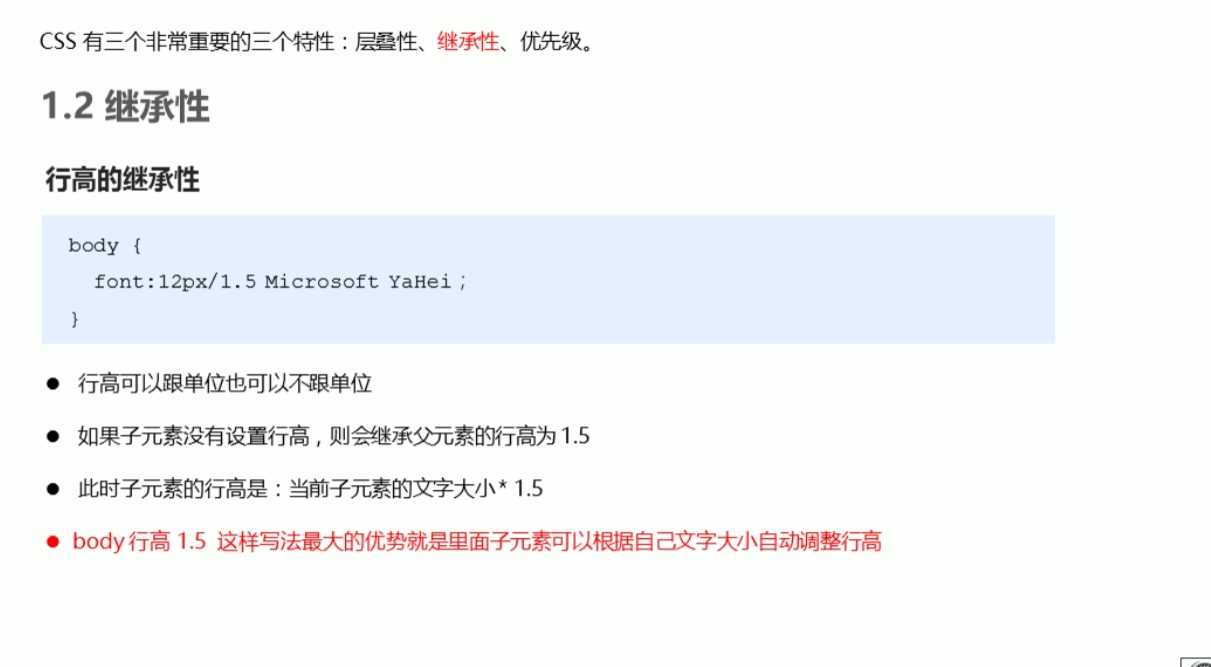 CSS 有三个非常重要的三个特性：层叠性、继承性、优先级。
1.2 继承性
行高的继承性
body {
font:12px/1.5 Microsoft YaHei；
}
● 行高可以跟单位也可以不跟单位
● 如果子元素没有设置行高，则会继承父元素的行高为 1.5
● 此时子元素的行高是：当前子元素的文字大小 * 1.5
● body 行高 1.5 这样写法最大的优势就是里面子元素可以根据自己文字大小自动调整行高